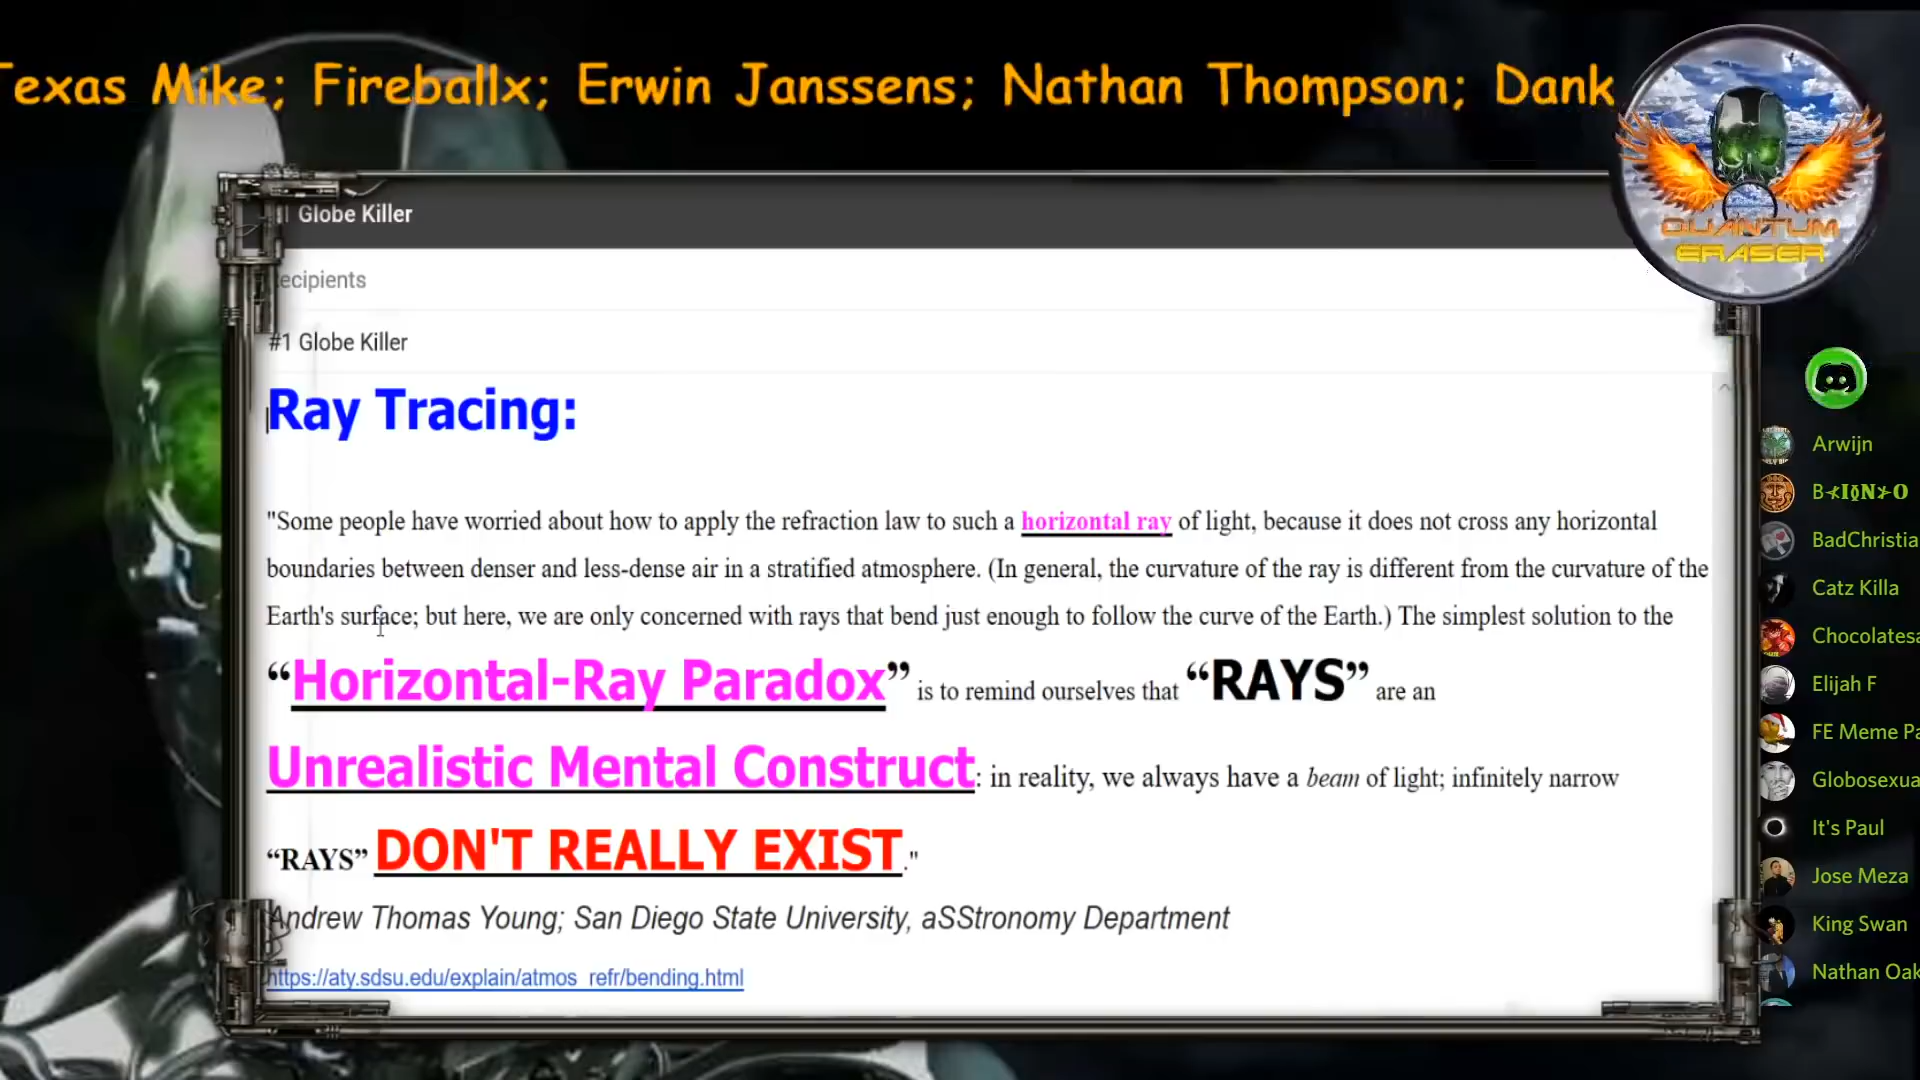 Texas Mike; Fireballx; Erwin Janssens; Nathan Thompson; Dank
QUANTUM
ERASER
Globe Killer
ecipients
#1 Globe Killer
Ray Tracing:
"Some people have worried about how to apply the refraction law to such a horizontal ray of light, because it does not cross any horizontal
boundaries between denser and less-dense air in a stratified atmosphere. (In general, the curvature of the ray is different from the curvature of the
Earth's surface; but here, we are only concerned with rays that bend just enough to follow the curve of the Earth.) The simplest solution to the
“Horizontal-Ray Paradox” is to remind ourselves that “RAYS” are an
Unrealistic Mental Construct: in reality, we always have a beam of light; infinitely narrow
“RAYS” DON'T REALLY EXIST."
Andrew Thomas Young; San Diego State University, aSStronomy Department
https://aty.sdsu.edu/explain/atmos_refr/bending.html
Arwijn
BadChristia
Catz Killa
Chocolatesa
Elijah F
FE Meme Pa
Globosexua
It's Paul
Jose Meza
King Swan
Nathan Oak